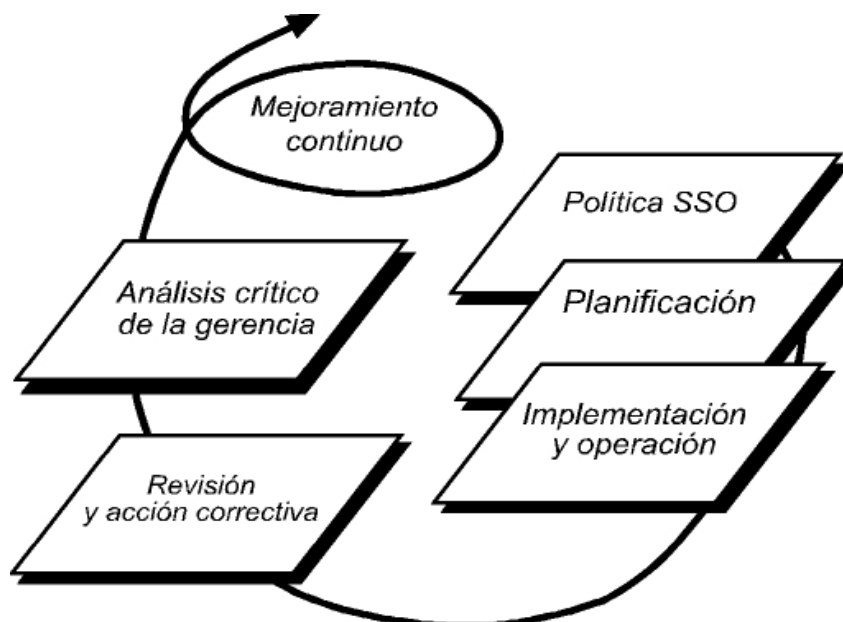 Mejoramiento
continuo
Política SSO
Planificación
Implementación
y operación
Análisis crítico
de la gerencia
Revisión
y acción correctiva